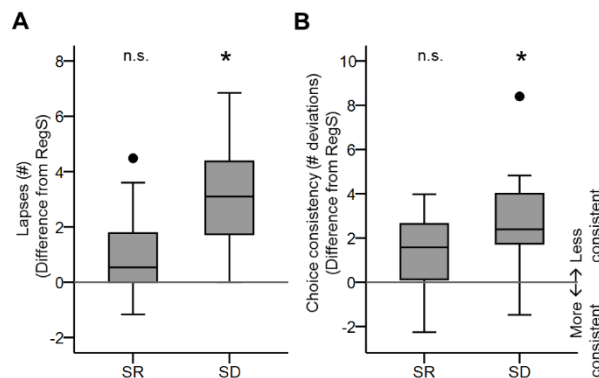 A
8
6
4
2
0
-2
Lapses (#)
(Difference from RegS)
n.s.
*
SR
SD
B
10
8
6
4
2
0
-2
Choice consistency (# deviations)
(Difference from RegS)
n.s.
*
SR
SD
More ←→ Less
consistent consistent